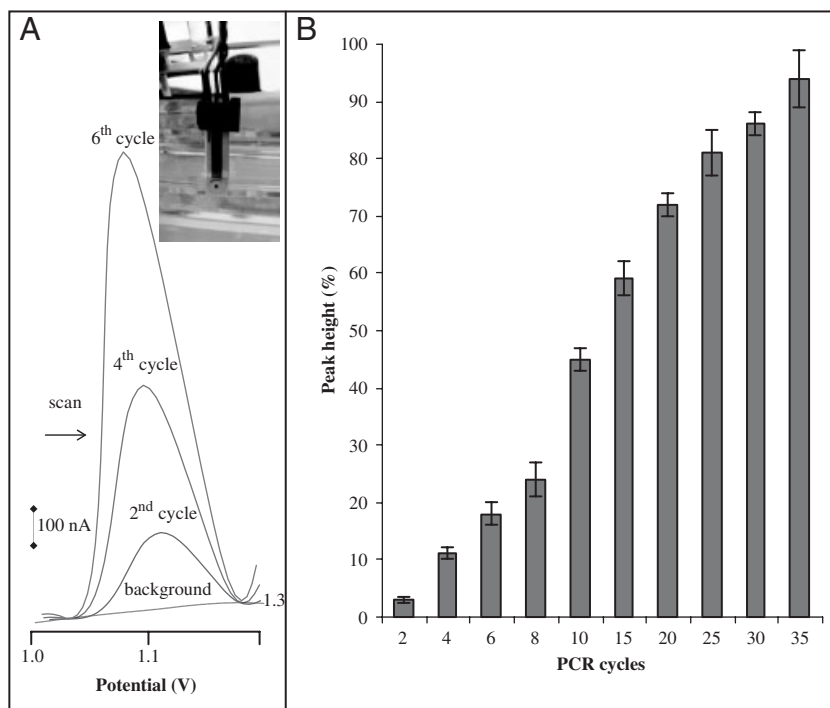 A
6th cycle
4th cycle
scan
2nd cycle
100 nA
background
1.3
1.0
1.1
Potential (V)
B
Peak height (%)
100
90
80
70
60
50
40
30
20
10
0
2 4 6 8 10 15 20 25 30 35
PCR cycles